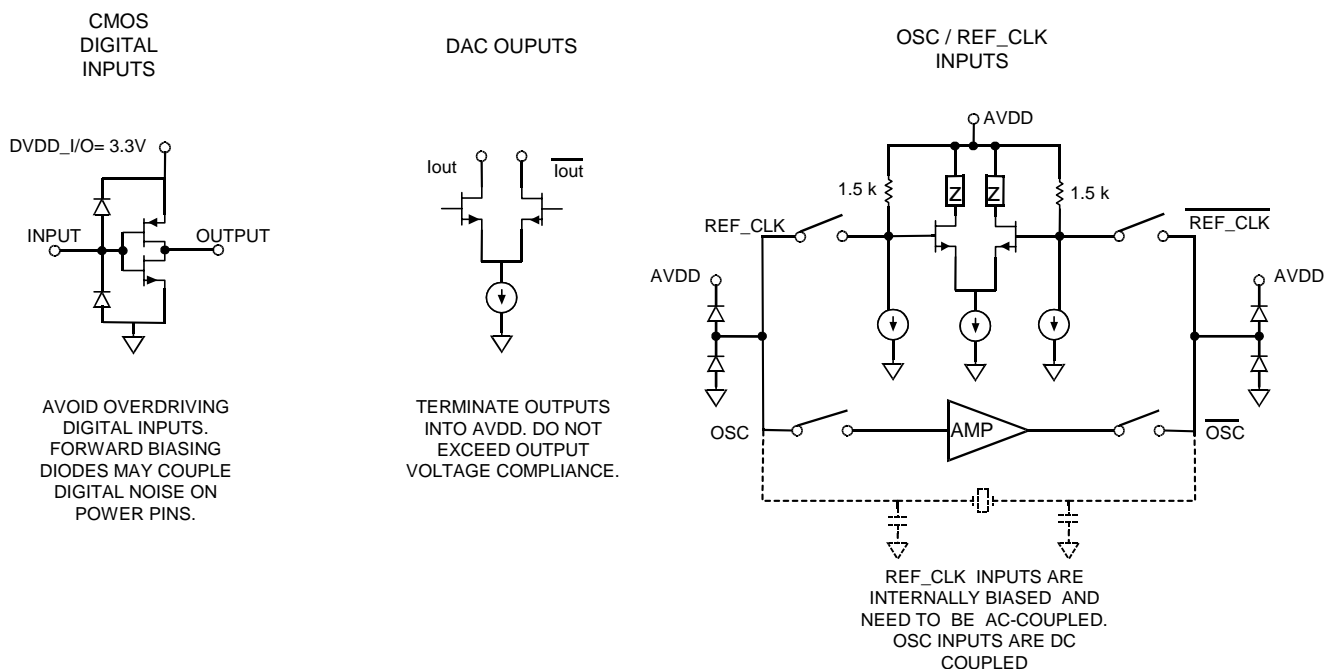 CMOS
DIGITAL
INPUTS
DVDD_I/O= 3.3V
INPUT
OUTPUT
AVOID OVERDRIVING
DIGITAL INPUTS.
FORWARD BIASING
DIODES MAY COUPLE
DIGITAL NOISE ON
POWER PINS.
DAC OUPUTS
Iout
Iout
TERMINATE OUTPUTS
INTO AVDD. DO NOT
EXCEED OUTPUT
VOLTAGE COMPLIANCE.
OSC / REF_CLK
INPUTS
AVDD
1.5 k
Z
Z
1.5 k
REF_CLK
REF_CLK
AVDD
AVDD
OSC
AMP
OSC
REF_CLK INPUTS ARE
INTERNALLY BIASED AND
NEED TO BE AC-COUPLED.
OSC INPUTS ARE DC
COUPLED